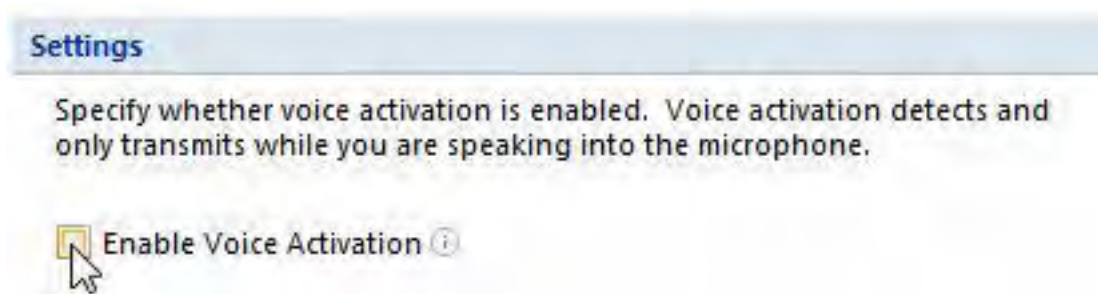 Settings
Specify whether voice activation is enabled.  Voice activation detects and
only transmits while you are speaking into the microphone.
Enable Voice Activation